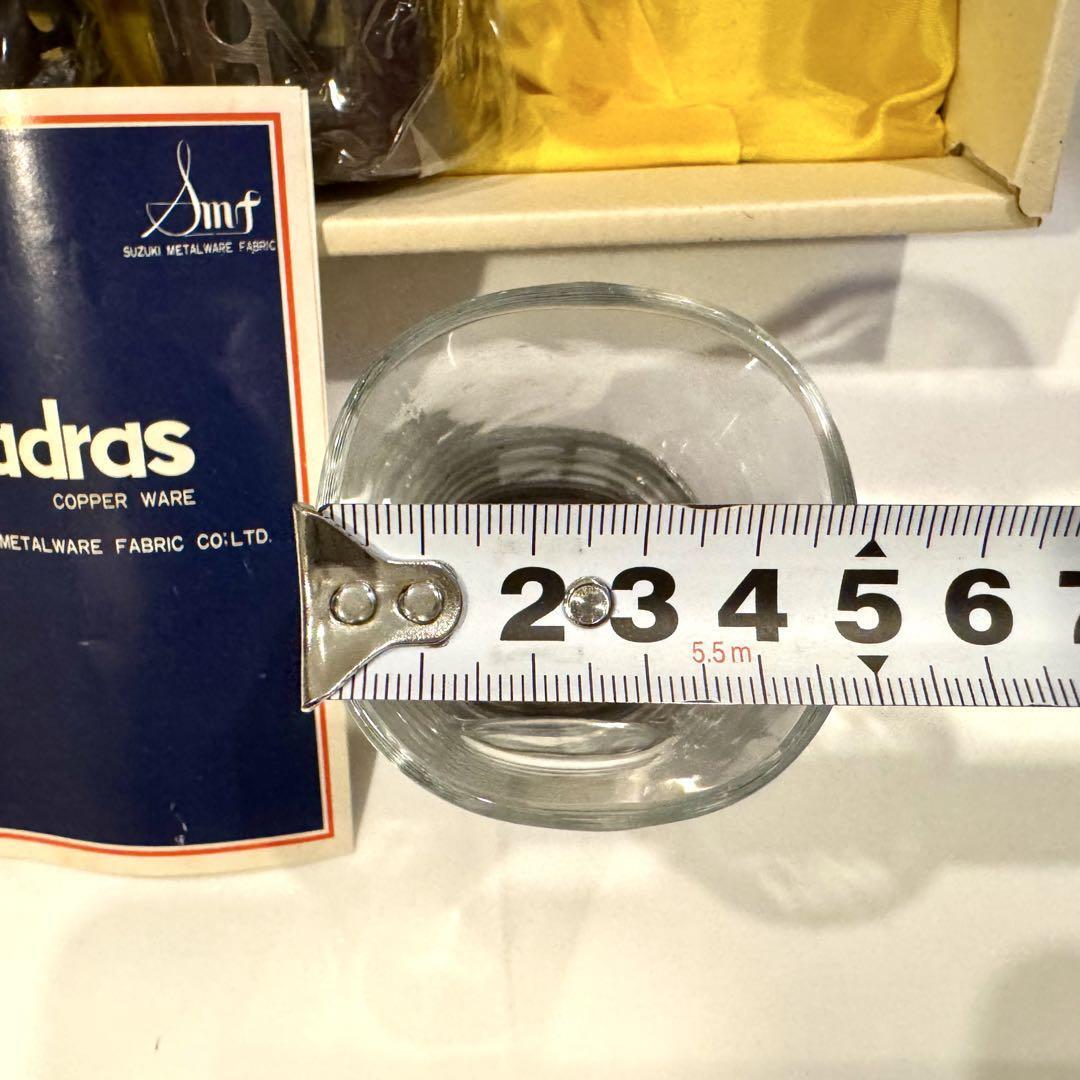 Smf
SUZUKI METALWARE FABRIC
adras
COPPER WARE
METALWARE FABRIC CO:LTD.
2 3 4 5 6 7
5.5m